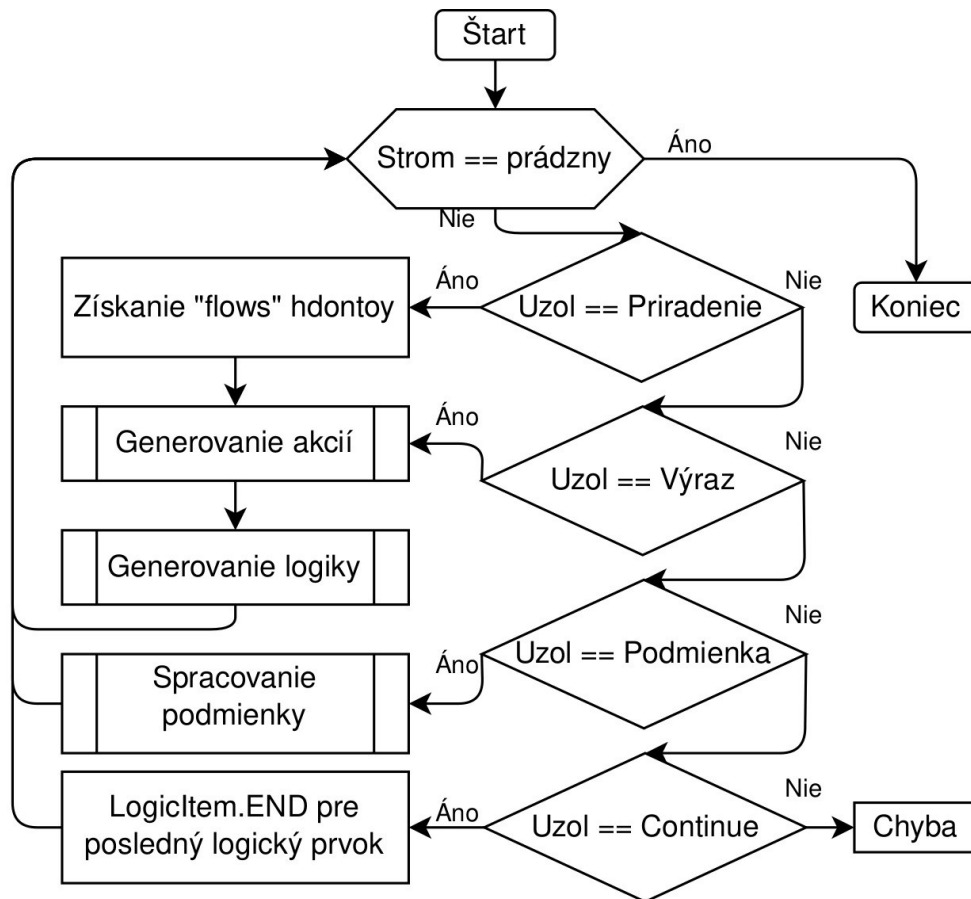 Štart
Strom == prádzny
Áno
Nie
Koniec
Uzol == Priradenie
Áno
Nie
Získanie "flows" hdontoy
Generovanie akcií
Áno
Uzol == Výraz
Nie
Generovanie logiky
Spracovanie
podmienky
Áno
Uzol == Podmienka
Nie
LogicItem.END pre
posledný logický prvok
Áno
Uzol == Continue
Nie
Chyba